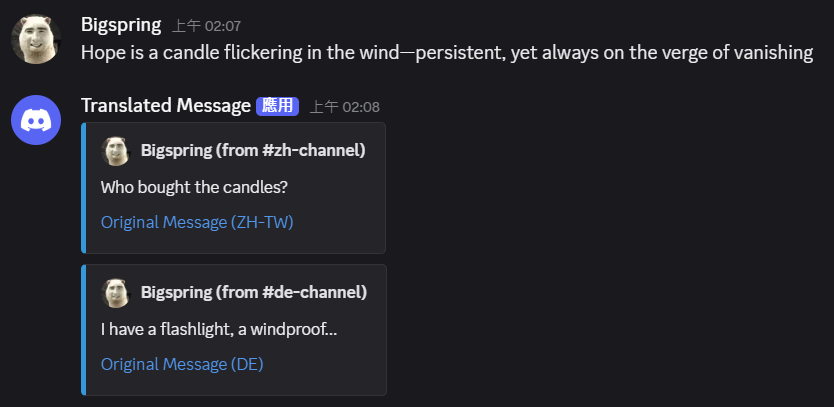 Bigspring 上午 02:07
Hope is a candle flickering in the wind—persistent, yet always on the verge of vanishing
Translated Message 應用 上午 02:08
Bigspring (from #zh-channel)
Who bought the candles?
Original Message (ZH-TW)
Bigspring (from #de-channel)
I have a flashlight, a windproof...
Original Message (DE)